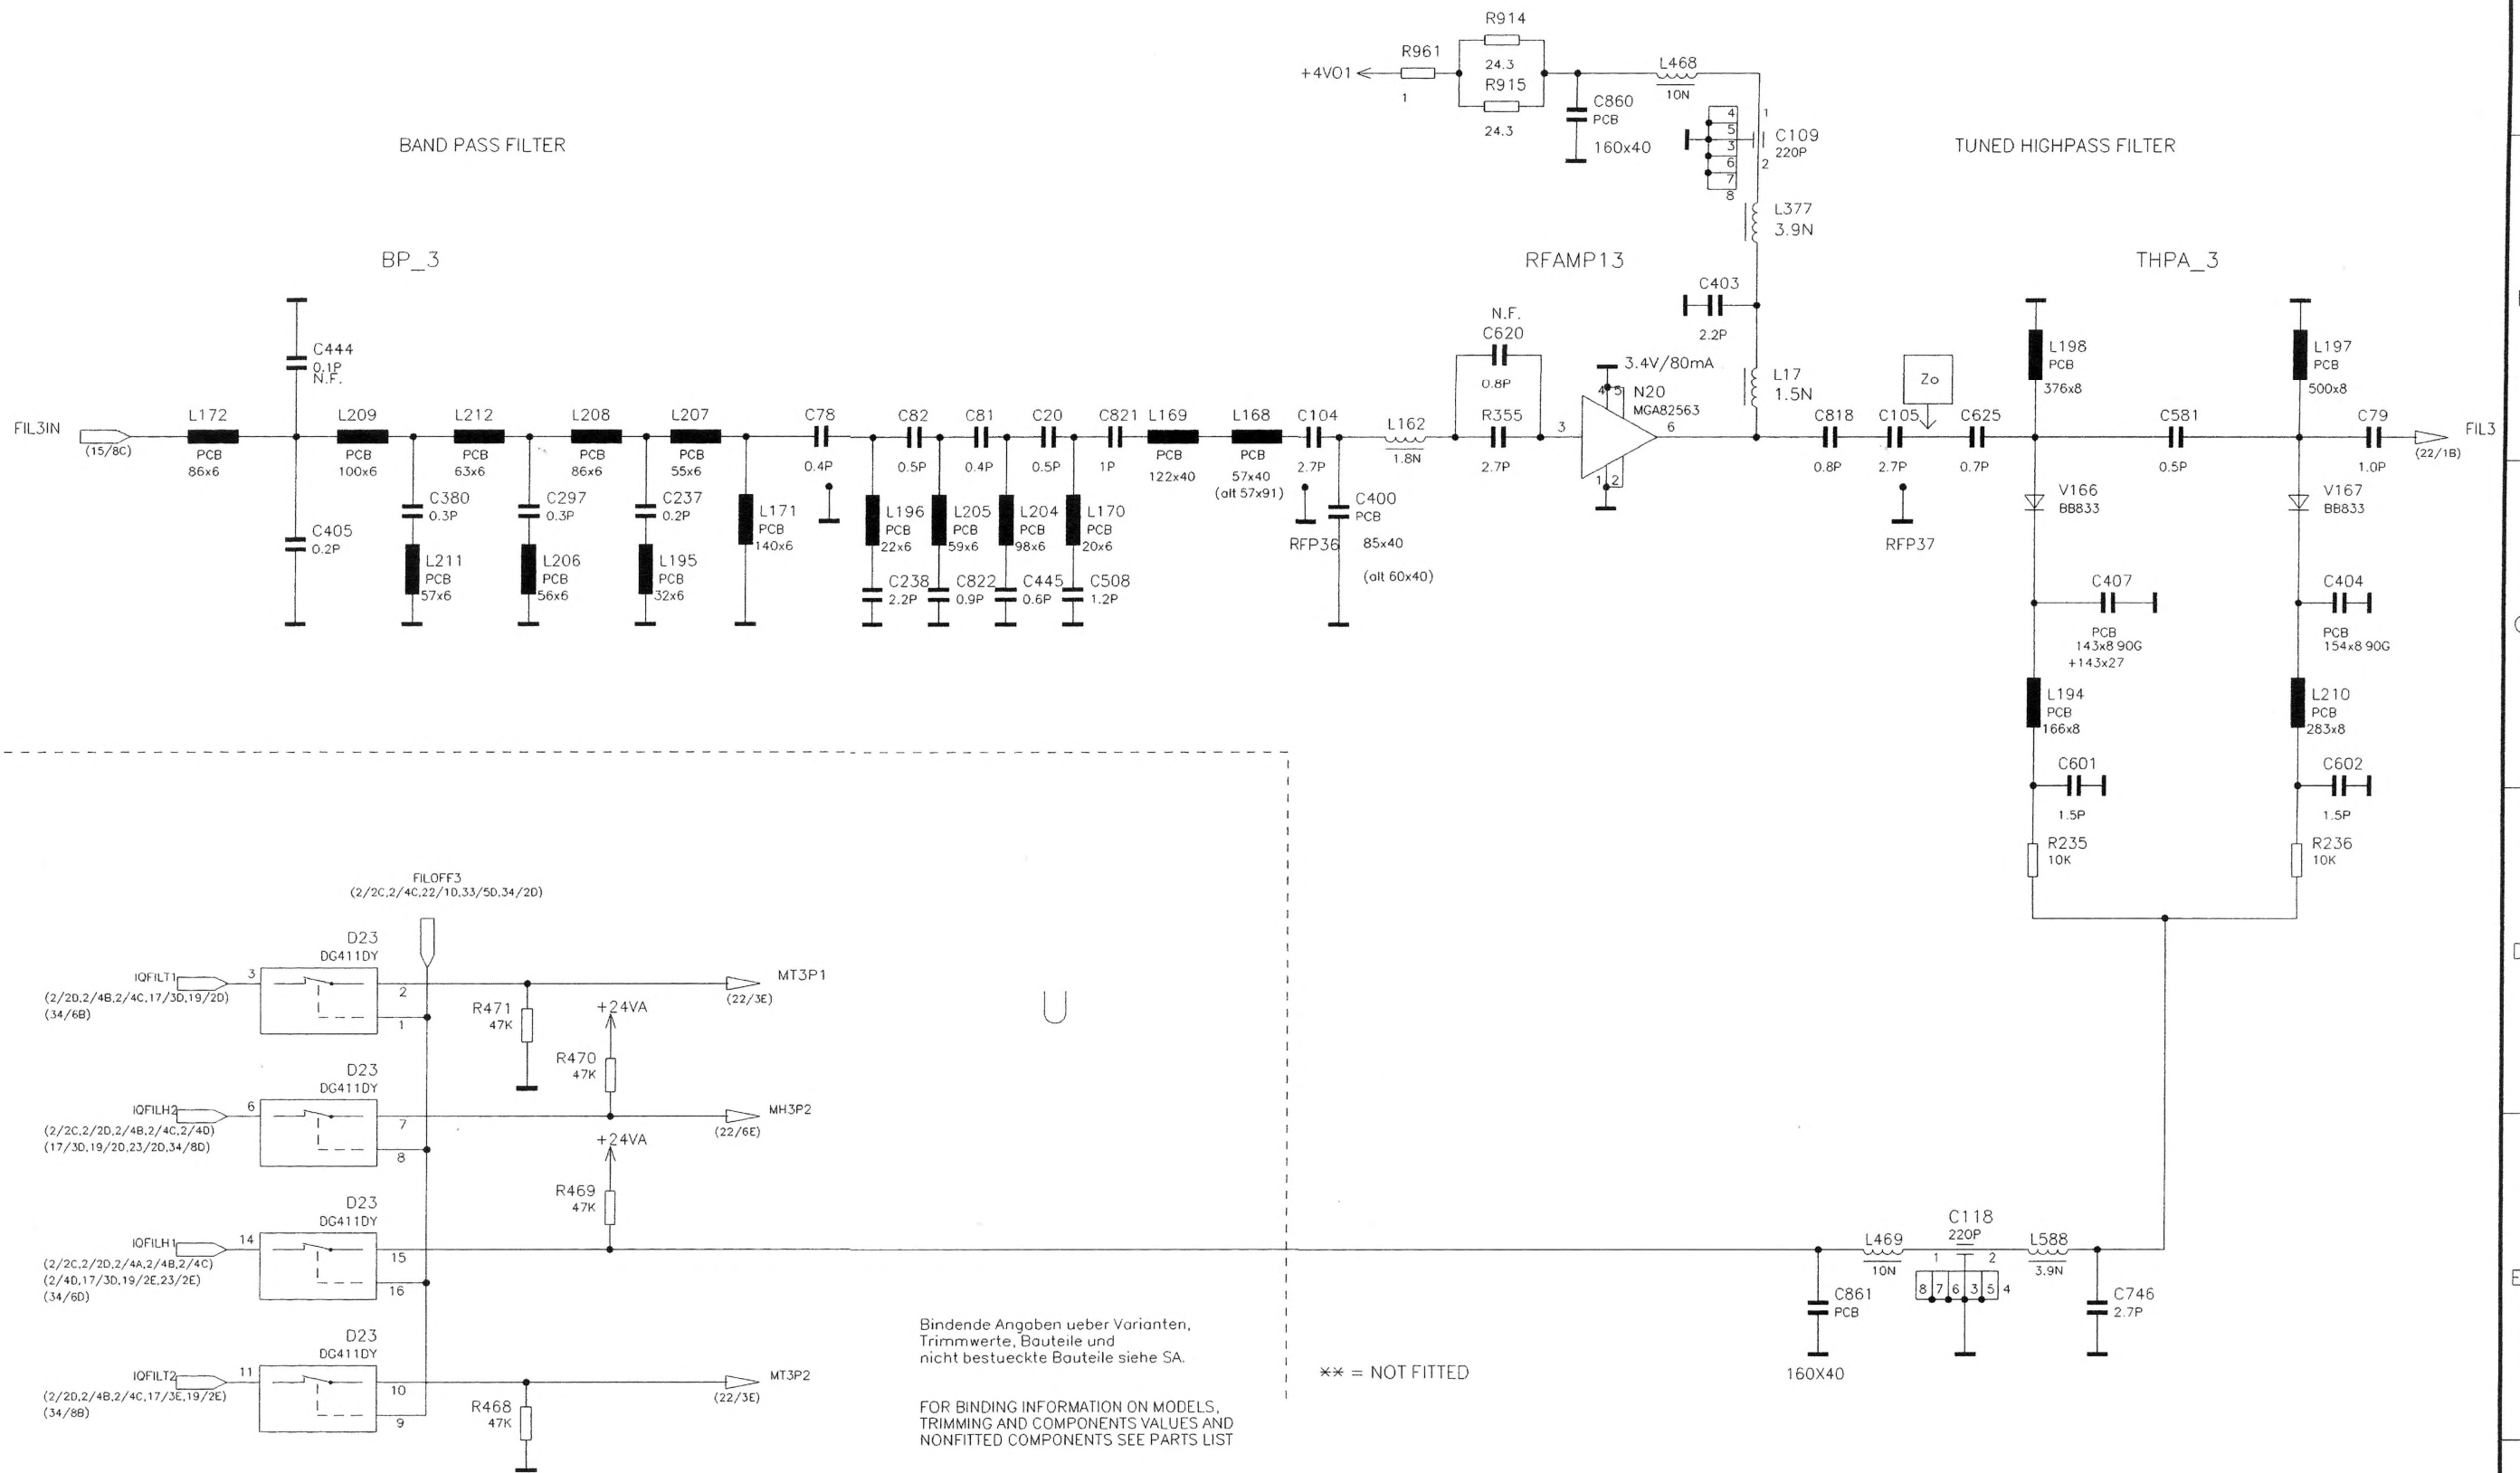 BAND PASS FILTER
TUNED HIGHPASS FILTER
BP_3
RFAMP13
THPA_3
+4VO1
R961
1
R914
24.3
R915
24.3
C860
PCB
160x40
L468
10N
4
5
3
6
7
8
1
2
C109
220P
L377
3.9N
C403
2.2P
L17
1.5N
FIL3IN
(15/8C)
L172
PCB
86x6
C444
0.1P
N.F.
C405
0.2P
L209
PCB
100x6
C380
0.3P
L211
PCB
57x6
L212
PCB
63x6
C297
0.3P
L206
PCB
56x6
L208
PCB
86x6
C237
0.2P
L195
PCB
32x6
L207
PCB
55x6
L171
PCB
140x6
C78
0.4P
L196
PCB
22x6
C238
2.2P
C82
0.5P
L205
PCB
59x6
C822
0.9P
C81
0.4P
L204
PCB
98x6
C445
0.6P
C20
0.5P
L170
PCB
20x6
C508
1.2P
C821
1P
L169
PCB
122x40
L168
PCB
57x40
(alt 57x91)
C104
2.7P
RFP36
C400
PCB
85x40
(alt 60x40)
L162
1.8N
N.F.
C620
0.8P
R355
2.7P
3
3.4V/80mA
4 5
N20
MGA82563
6
1 2
C818
0.8P
C105
2.7P
RFP37
Zo
C625
0.7P
L198
PCB
376x8
V166
BB833
C407
PCB
143x8 90G
+143x27
L194
PCB
166x8
C601
1.5P
R235
10K
C581
0.5P
L197
PCB
500x8
V167
BB833
C404
PCB
154x8 90G
L210
PCB
283x8
C602
1.5P
R236
10K
C79
1.0P
FIL3
(22/1B)
FILOFF3
(2/2C,2/4C,22/1D,33/5D,34/2D)
D23
DG411DY
IQFILT1
3
2
1
(2/2D,2/4B,2/4C,17/3D,19/2D)
(34/6B)
R471
47K
MT3P1
(22/3E)
+24VA
R470
47K
D23
DG411DY
IQFILH2
6
7
8
(2/2C,2/2D,2/4B,2/4C,2/4D)
(17/3D,19/2D,23/2D,34/8D)
MH3P2
(22/6E)
+24VA
R469
47K
D23
DG411DY
IQFILH1
14
15
16
(2/2C,2/2D,2/4A,2/4B,2/4C)
(2/4D,17/3D,19/2E,23/2E)
(34/6D)
D23
DG411DY
IQFILT2
11
10
9
(2/2D,2/4B,2/4C,17/3E,19/2E)
(34/8B)
R468
47K
MT3P2
(22/3E)
U
Bindende Angaben ueber Varianten,
Trimmwerte, Bauteile und
nicht bestueckte Bauteile siehe SA.
FOR BINDING INFORMATION ON MODELS,
TRIMMING AND COMPONENTS VALUES AND
NONFITTED COMPONENTS SEE PARTS LIST
** = NOT FITTED
C861
PCB
160X40
L469
10N
C118
220P
1
2
8 7 6 3 5 4
L588
3.9N
C746
2.7P